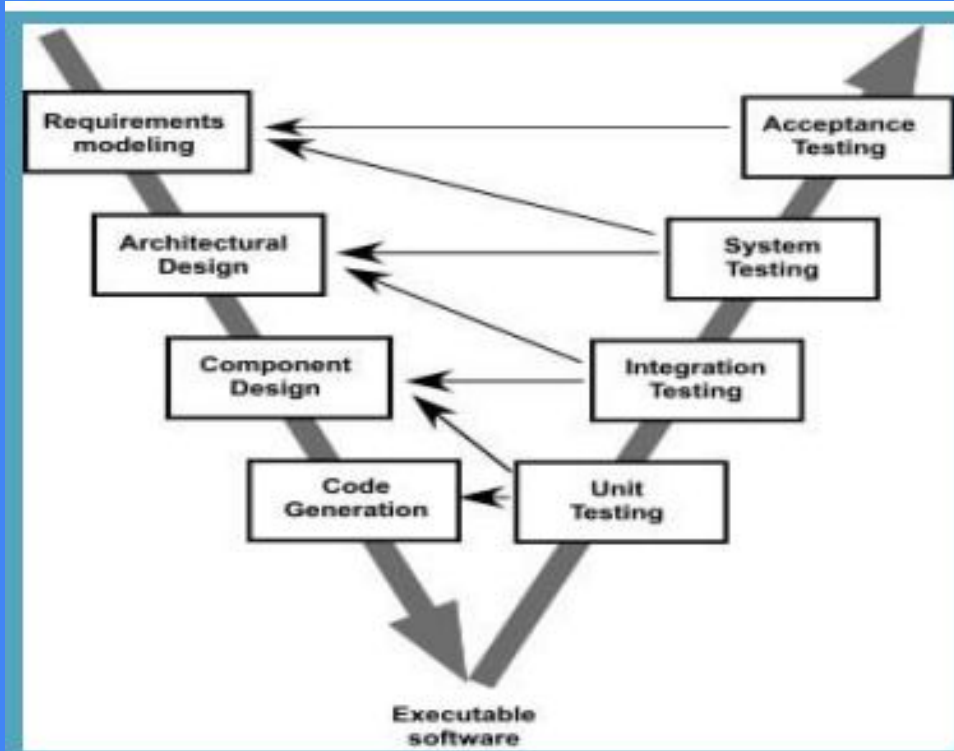 Requirements
modeling
Acceptance
Testing
Architectural
Design
System
Testing
Component
Design
Integration
Testing
Code
Generation
Unit
Testing
Executable
software